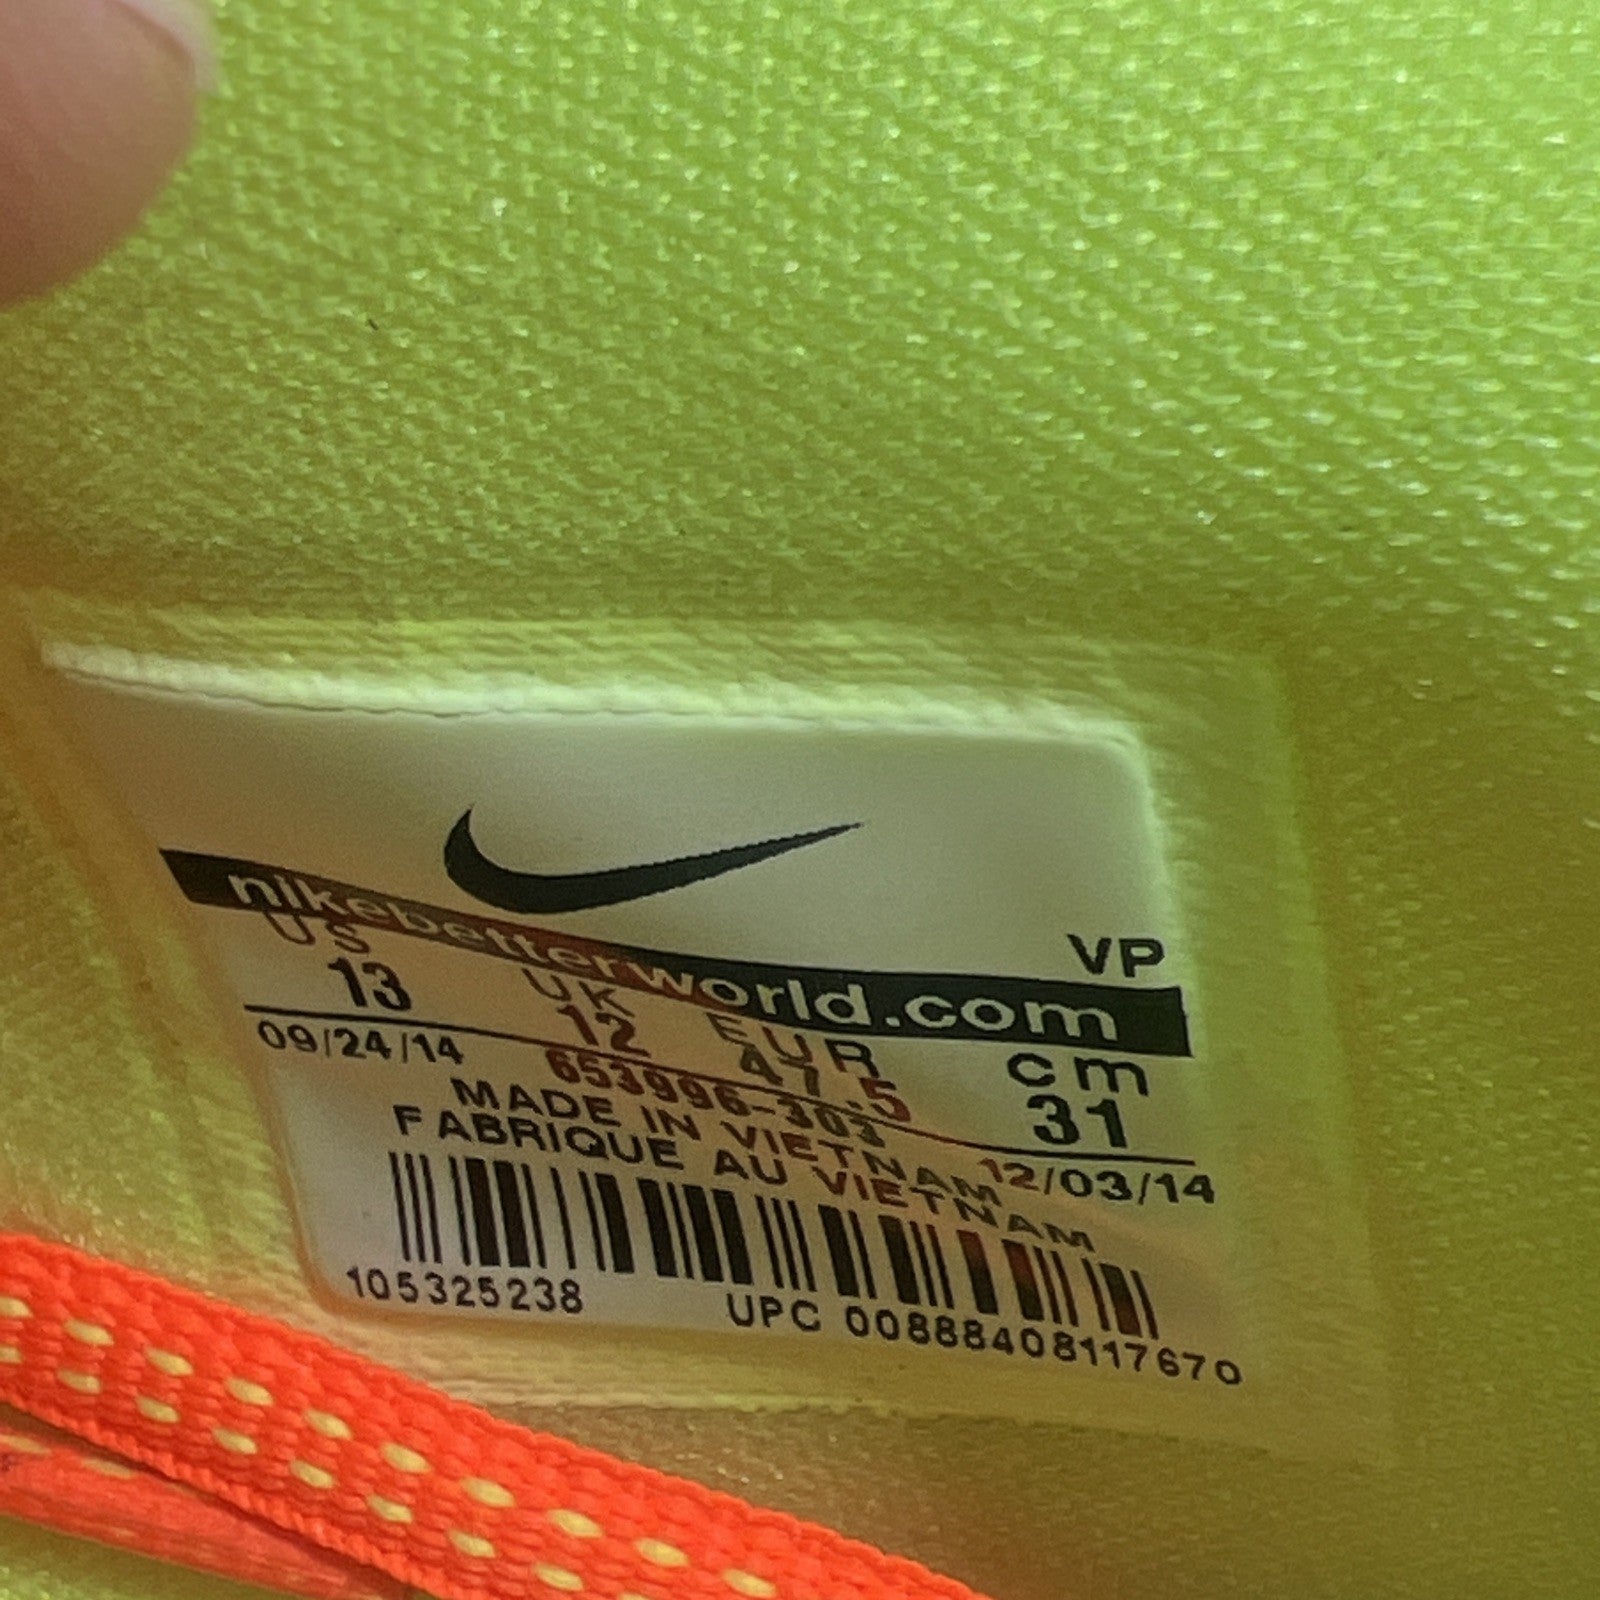 VP
nikebetterworld.com
US UK EUR cm
13 12 47.5 31
09/24/14 653996-303 12/03/14
MADE IN VIETNAM
FABRIQUE AU VIETNAM
105325238 UPC 00888408117670